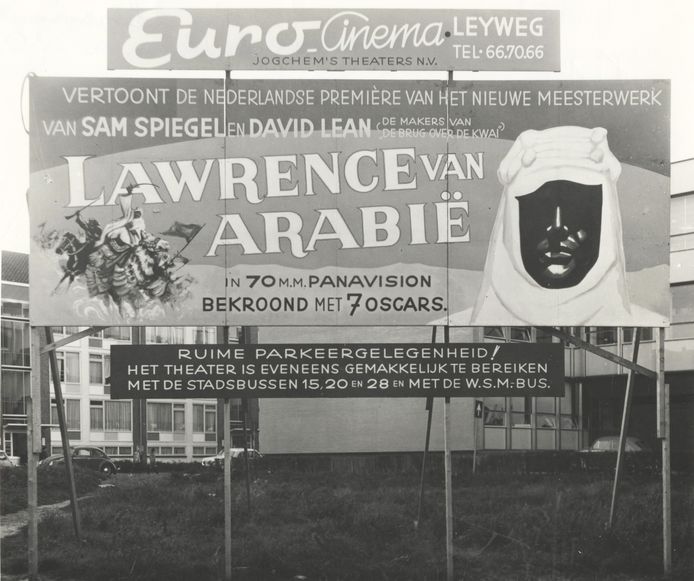 Euro-Cinema. LEYWEG
JOGCHEM'S THEATERS N.V. TEL. 66.70.66
VERTOONT DE NEDERLANDSE PREMIÈRE VAN HET NIEUWE MEESTERWERK
VAN SAM SPIEGEL EN DAVID LEAN (DE MAKERS VAN
'DE BRUG OVER DE KWAI')
LAWRENCE VAN
ARABIË
IN 70 M.M. PANAVISION
BEKROOND MET 7 OSCARS.
RUIME PARKEERGELEGENHEID!
HET THEATER IS EVENEENS GEMAKKELIJK TE BEREIKEN
MET DE STADSBUSSEN 15, 20 EN 28 EN MET DE W.S.M.-BUS.